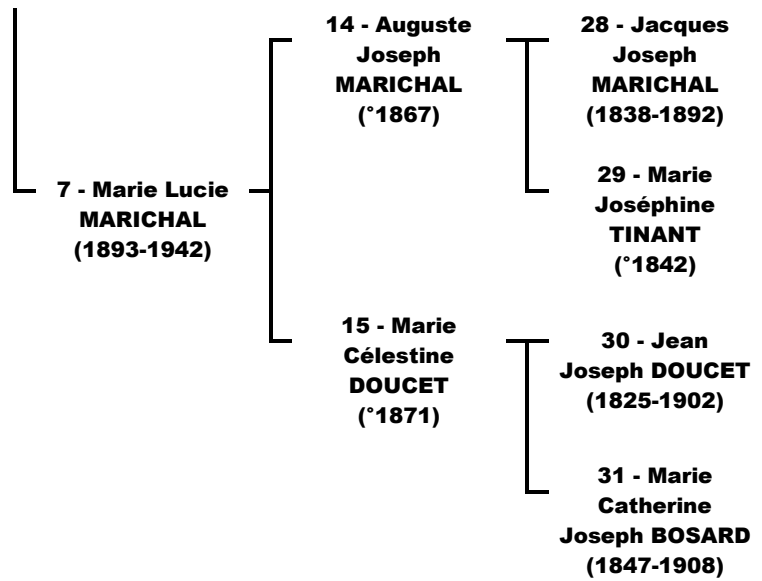 14 - Auguste
Joseph
MARICHAL
(°1867)
28 - Jacques
Joseph
MARICHAL
(1838-1892)
7 - Marie Lucie
MARICHAL
(1893-1942)
29 - Marie
Joséphine
TINANT
(°1842)
15 - Marie
Célestine
DOUCET
(°1871)
30 - Jean
Joseph DOUCET
(1825-1902)
31 - Marie
Catherine
Joseph BOSARD
(1847-1908)